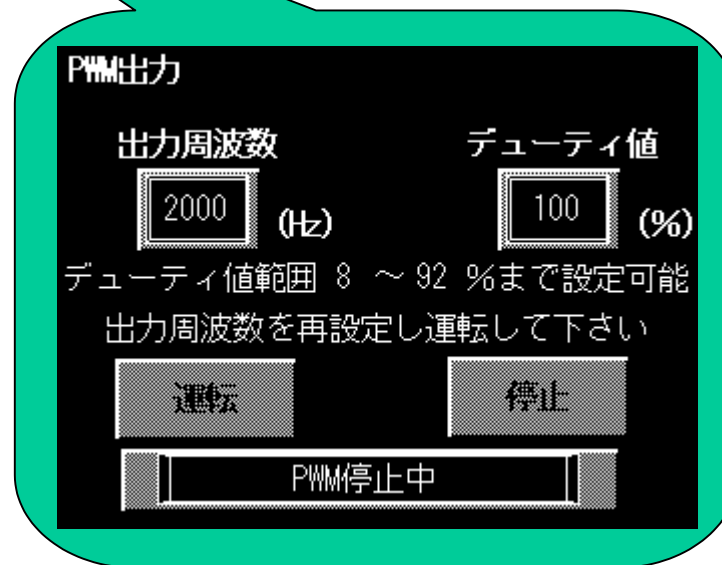 PWM出力
出力周波数 デューティ値
2000 (Hz) 100 (%)
デューティ値範囲 8 ～ 92 %まで設定可能
出力周波数を再設定し運転して下さい
運転 停止
PWM停止中